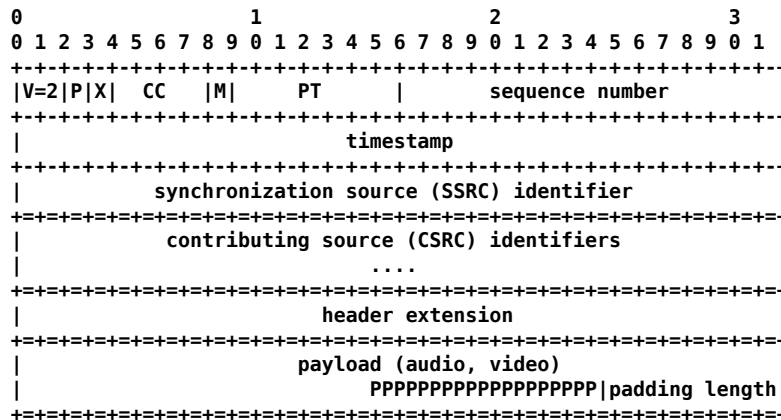 0                   1                   2                   3
0 1 2 3 4 5 6 7 8 9 0 1 2 3 4 5 6 7 8 9 0 1 2 3 4 5 6 7 8 9 0 1
+-+-+-+-+-+-+-+-+-+-+-+-+-+-+-+-+-+-+-+-+-+-+-+-+-+-+-+-+-+-+-+-
|V=2|P|X|  CC   |M|     PT      |       sequence number
+-+-+-+-+-+-+-+-+-+-+-+-+-+-+-+-+-+-+-+-+-+-+-+-+-+-+-+-+-+-+-+-
|                           timestamp
+-+-+-+-+-+-+-+-+-+-+-+-+-+-+-+-+-+-+-+-+-+-+-+-+-+-+-+-+-+-+-+-
|           synchronization source (SSRC) identifier
+=+=+=+=+=+=+=+=+=+=+=+=+=+=+=+=+=+=+=+=+=+=+=+=+=+=+=+=+=+=+=+=
|            contributing source (CSRC) identifiers
|                             ....
+=+=+=+=+=+=+=+=+=+=+=+=+=+=+=+=+=+=+=+=+=+=+=+=+=+=+=+=+=+=+=+=
|                         header extension
+=+=+=+=+=+=+=+=+=+=+=+=+=+=+=+=+=+=+=+=+=+=+=+=+=+=+=+=+=+=+=+=
|                       payload (audio, video)
|                             PPPPPPPPPPPPPPPPPPP|padding length
+=+=+=+=+=+=+=+=+=+=+=+=+=+=+=+=+=+=+=+=+=+=+=+=+=+=+=+=+=+=+=+=